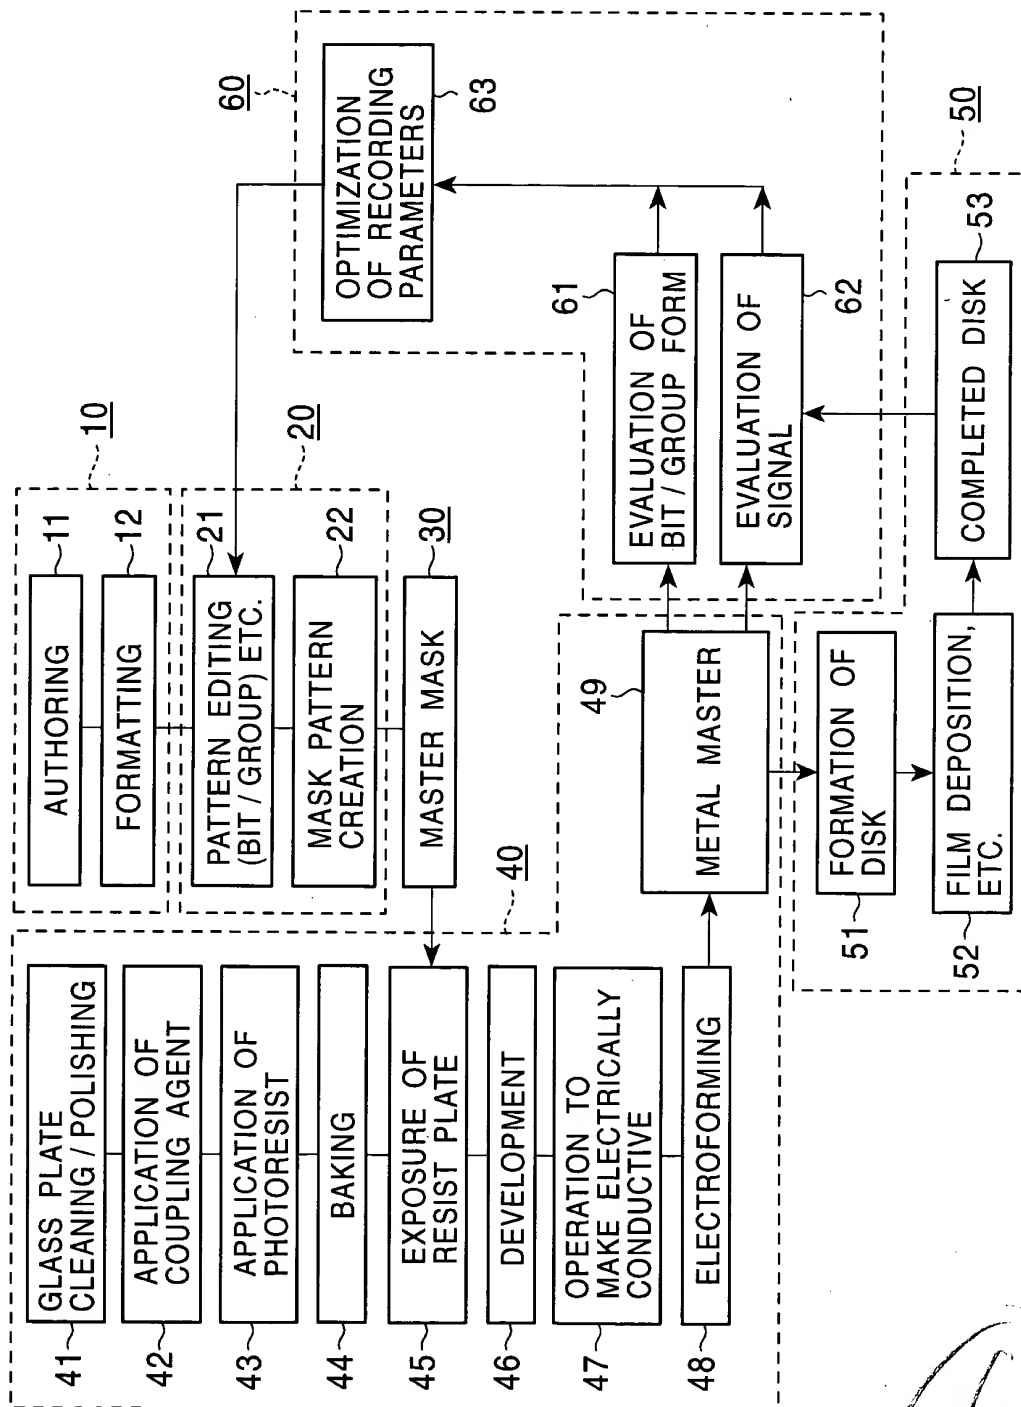 10
AUTHORING
11
FORMATTING
12
20
PATTERN EDITING
(BIT / GROUP) ETC.
21
MASK PATTERN
CREATION
22
MASTER MASK
30
40
GLASS PLATE
CLEANING / POLISHING
41
APPLICATION OF
COUPLING AGENT
42
APPLICATION OF
PHOTORESIST
43
BAKING
44
EXPOSURE OF
RESIST PLATE
45
DEVELOPMENT
46
OPERATION TO
MAKE ELECTRICALLY
CONDUCTIVE
47
ELECTROFORMING
48
METAL MASTER
49
50
FORMATION OF
DISK
51
FILM DEPOSITION,
ETC.
52
COMPLETED DISK
53
60
EVALUATION OF
BIT / GROUP FORM
61
EVALUATION OF
SIGNAL
62
OPTIMIZATION
OF RECORDING
PARAMETERS
63